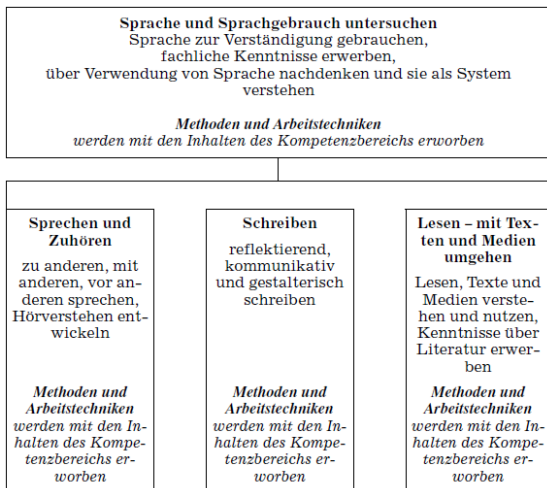 Sprache und Sprachgebrauch untersuchen
Sprache zur Verständigung gebrauchen,
fachliche Kenntnisse erwerben,
über Verwendung von Sprache nachdenken und sie als System
verstehen
Methoden und Arbeitstechniken
werden mit den Inhalten des Kompetenzbereichs erworben
Sprechen und
Zuhören
zu anderen, mit
anderen, vor an-
deren sprechen,
Hörverstehen ent-
wickeln
Methoden und
Arbeitstechniken
werden mit den In-
halten des Kompe-
tenzbereichs er-
worben
Schreiben
reflektierend,
kommunikativ
und gestalterisch
schreiben
Methoden und
Arbeitstechniken
werden mit den In-
halten des Kompe-
tenzbereichs er-
worben
Lesen – mit Tex-
ten und Medien
umgehen
Lesen, Texte und
Medien verste-
hen und nutzen,
Kenntnisse über
Literatur erwer-
ben
Methoden und
Arbeitstechniken
werden mit den In-
halten des Kompe-
tenzbereichs er-
worben